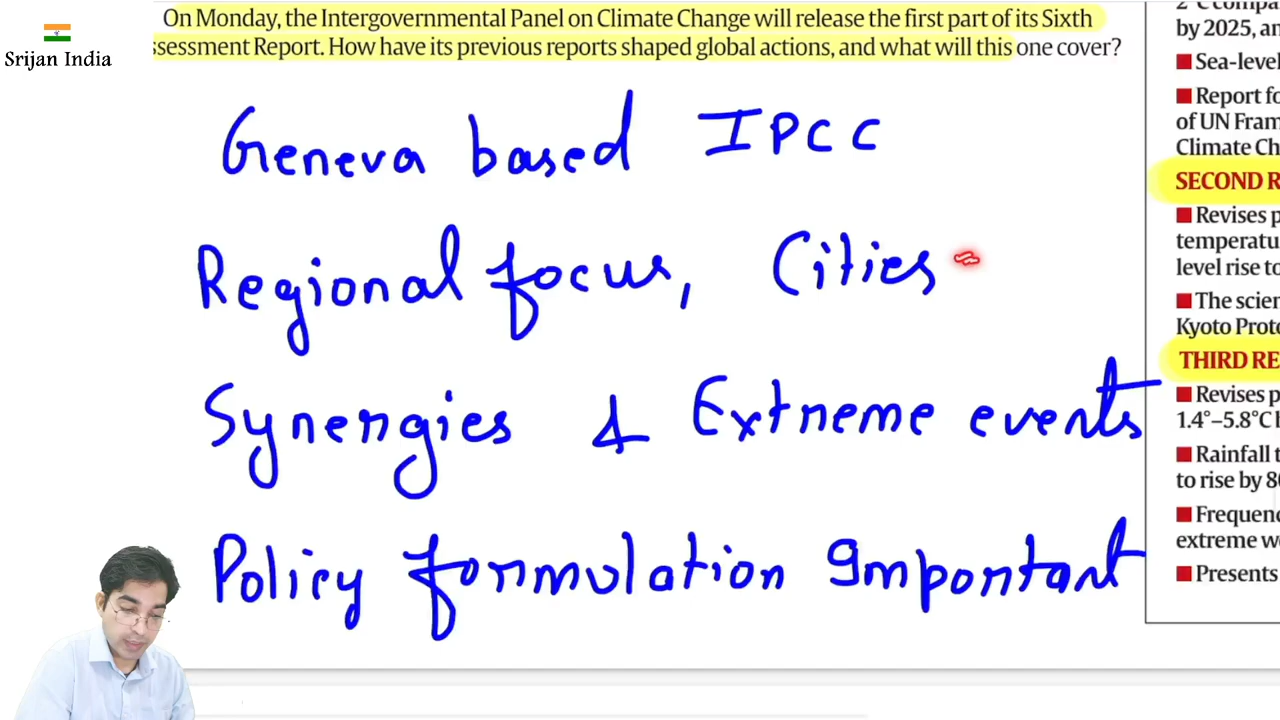 On Monday, the Intergovernmental Panel on Climate Change will release the first part of its Sixth
ssessment Report. How have its previous reports shaped global actions, and what will this one cover?
Srijan India
Geneva based IPCC
Regional focus, Cities
Synergies & Extreme events
Policy formulation Important
by 2025, an
Sea-leve
Report fo
of UN Fram
Climate Ch
SECOND R
Revises p
temperatu
level rise to
The scien
Kyoto Proto
THIRD RE
Revises p
1.4°–5.8°C b
Rainfall t
to rise by 80
Frequenc
extreme we
Presents